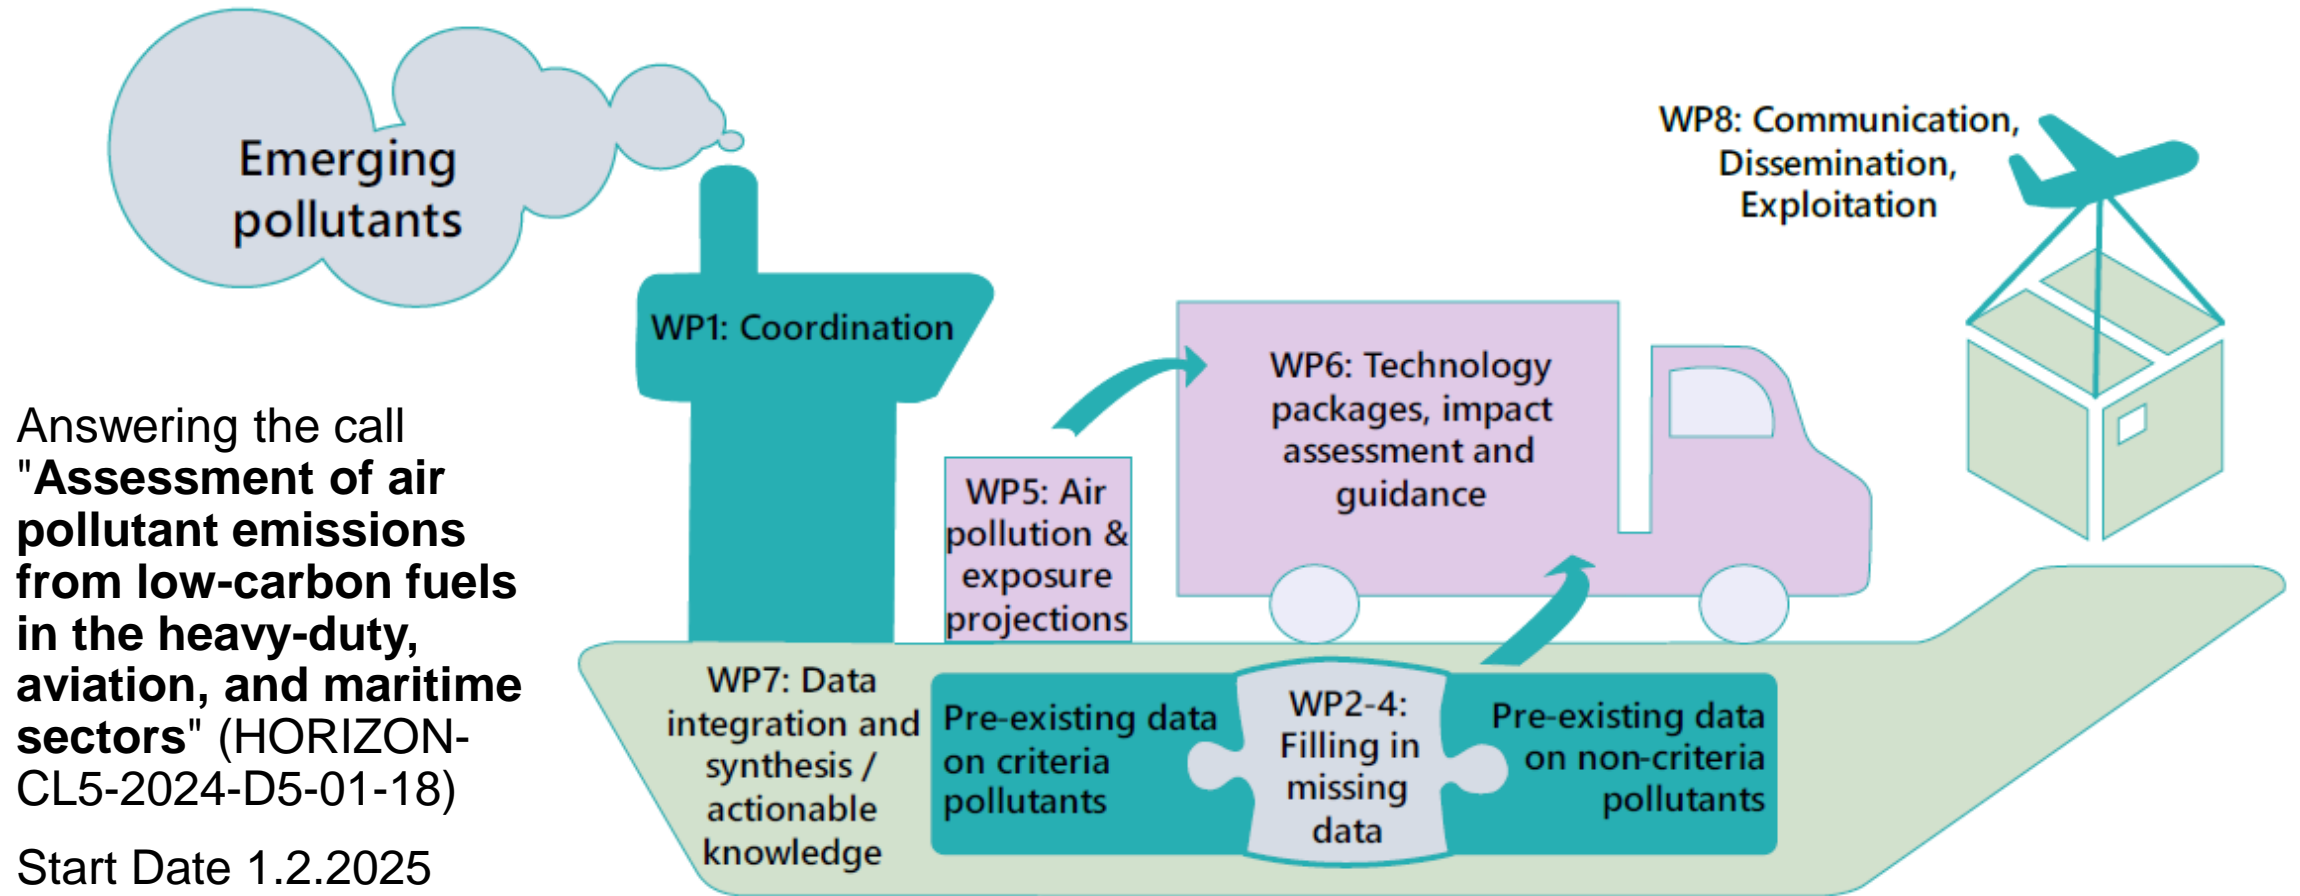 Emerging
pollutants
WP8: Communication,
Dissemination,
Exploitation
WP1: Coordination
WP6: Technology
packages, impact
assessment and
guidance
WP5: Air
pollution &
exposure
projections
Answering the call
"Assessment of air
pollutant emissions
from low-carbon fuels
in the heavy-duty,
aviation, and maritime
sectors" (HORIZON-
CL5-2024-D5-01-18)
Start Date 1.2.2025
WP7: Data
integration and
synthesis /
actionable
knowledge
Pre-existing data
on criteria
pollutants
WP2-4:
Filling in
missing
data
Pre-existing data
on non-criteria
pollutants